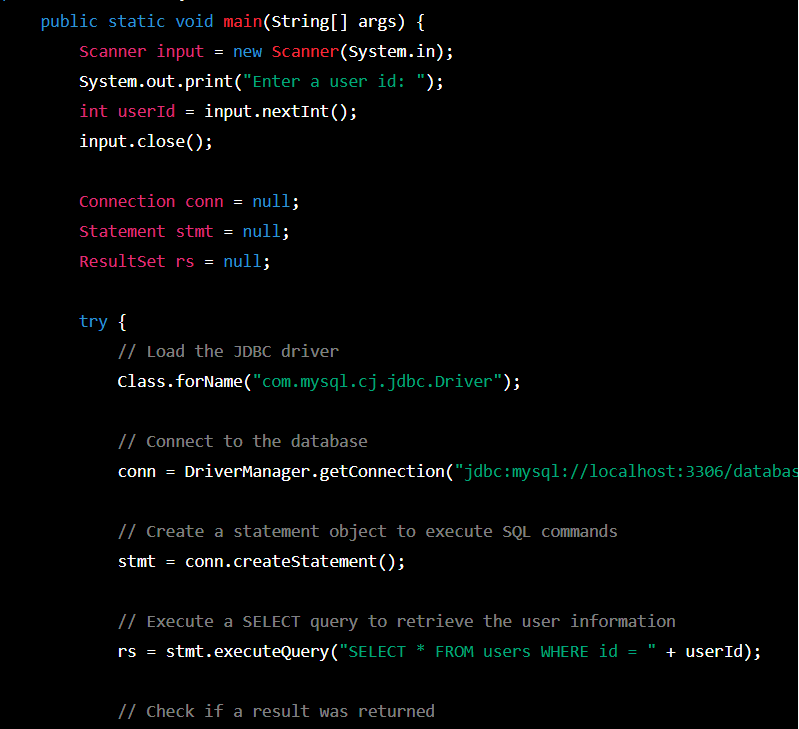 public static void main(String[] args) {
Scanner input = new Scanner(System.in);
System.out.print("Enter a user id: ");
int userId = input.nextInt();
input.close();
Connection conn = null;
Statement stmt = null;
ResultSet rs = null;
try {
// Load the JDBC driver
Class.forName("com.mysql.cj.jdbc.Driver");
// Connect to the database
conn = DriverManager.getConnection("jdbc:mysql://localhost:3306/databas
// Create a statement object to execute SQL commands
stmt = conn.createStatement();
// Execute a SELECT query to retrieve the user information
rs = stmt.executeQuery("SELECT * FROM users WHERE id = " + userId);
// Check if a result was returned